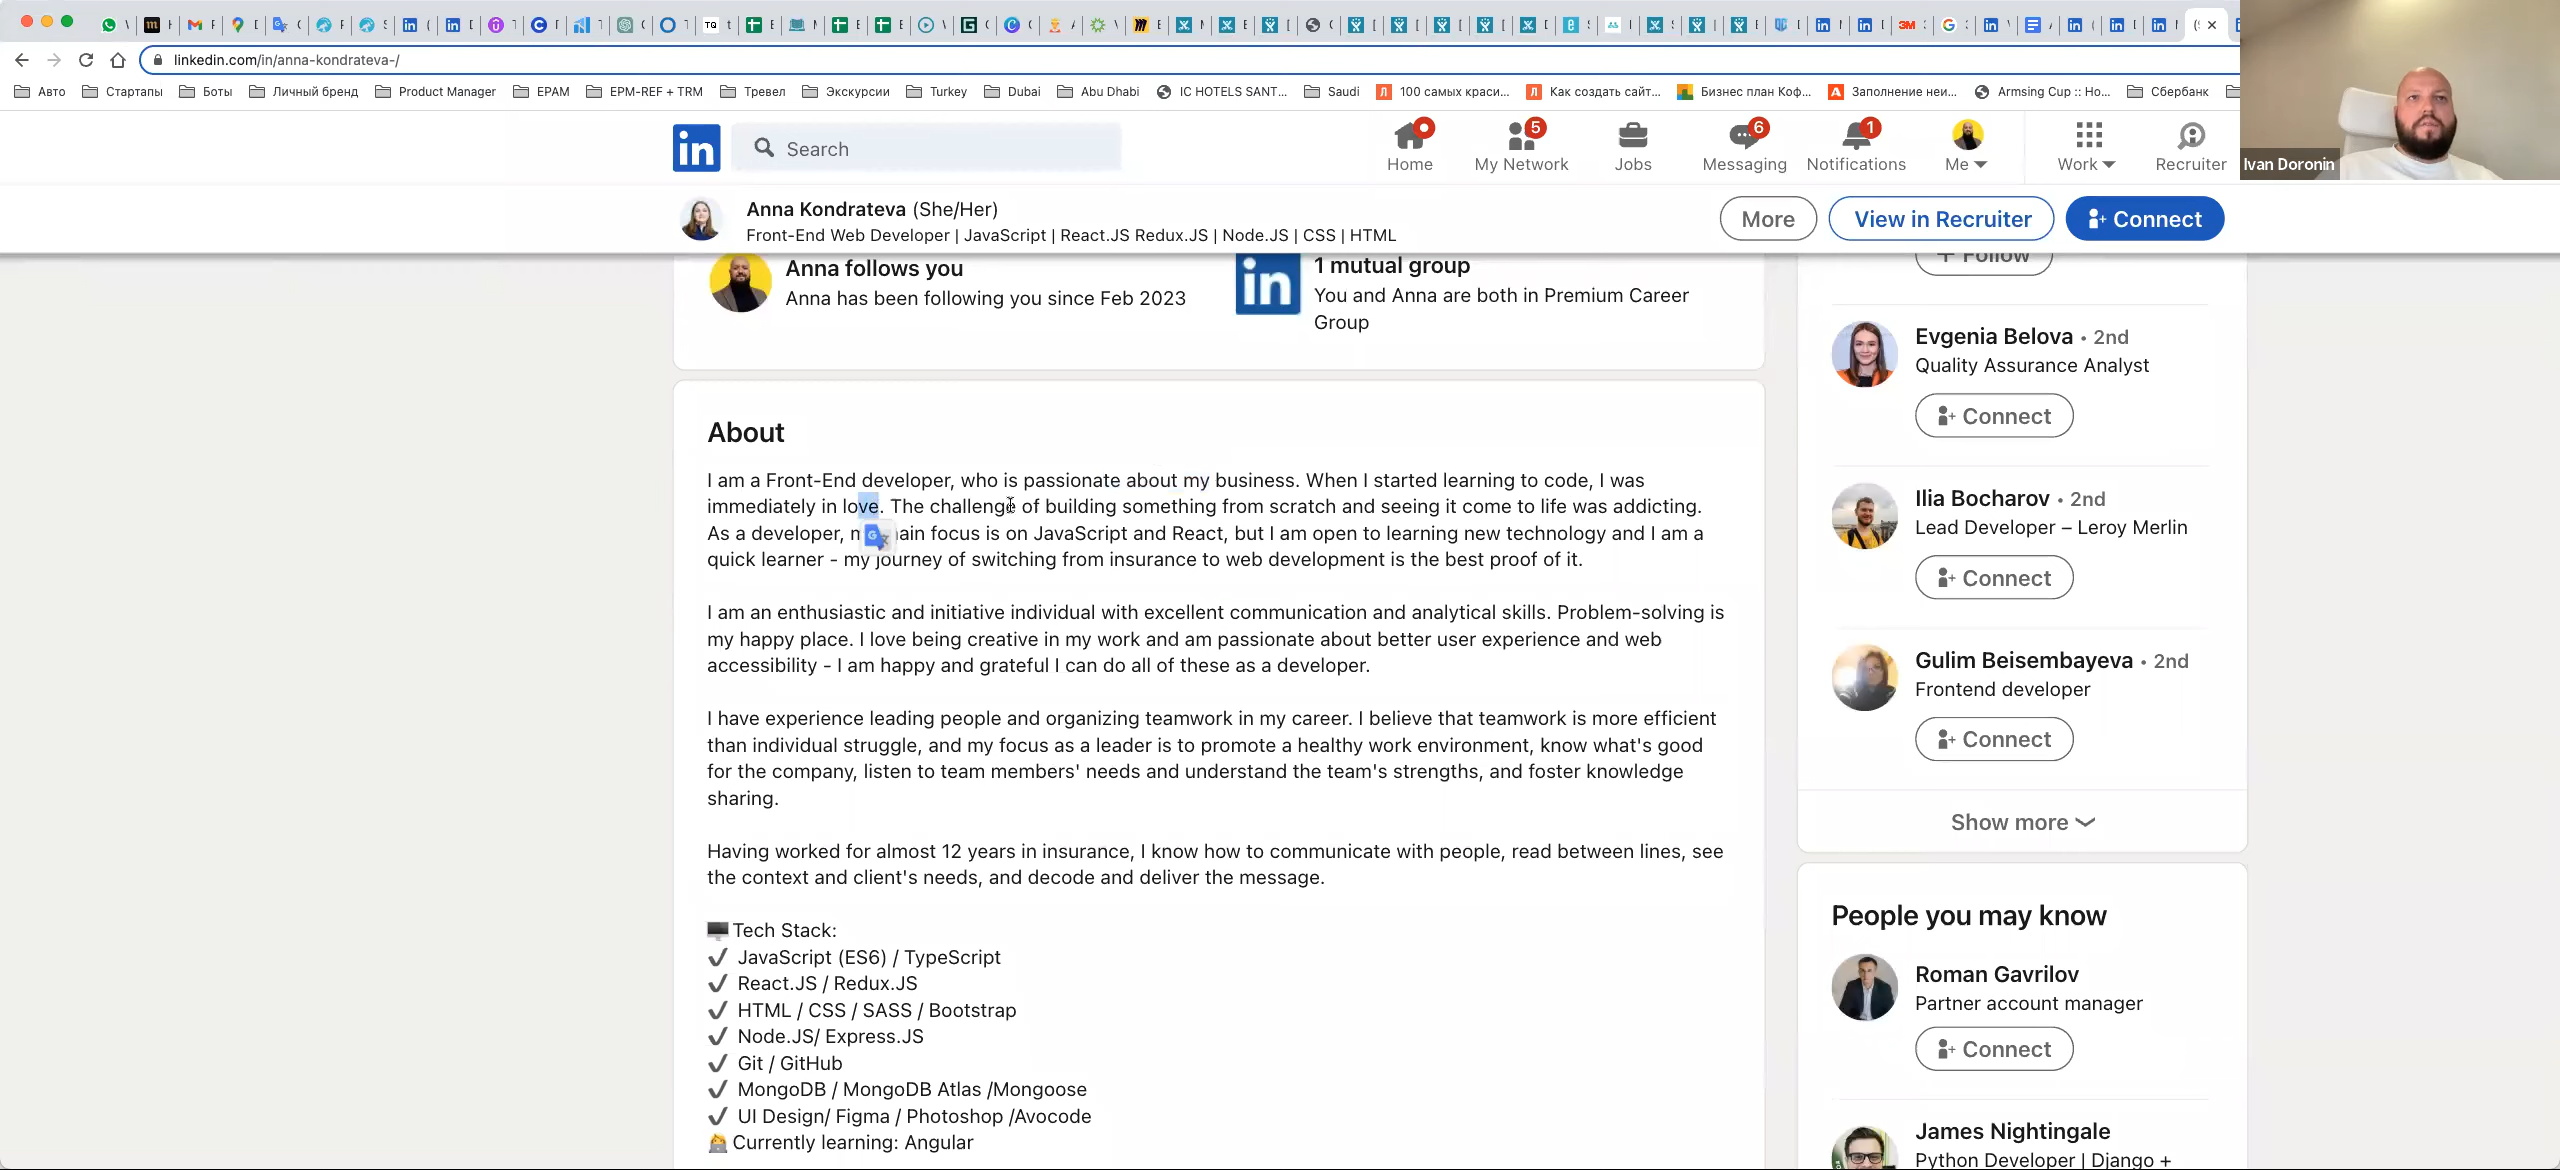 linkedin.com/in/anna-kondrateva-/
Авто
Стартапы
Боты
Личный бренд
Product Manager
EPAM
EPM-REF + TRM
Тревел
Экскурсии
Turkey
Dubai
Abu Dhabi
IC HOTELS SANT...
Saudi
100 самых краси...
Как создать сайт...
Бизнес план Коф...
Заполнение неи...
Armsing Cup :: Ho...
Сбербанк
in
Search
Home
5
My Network
Jobs
6
Messaging
1
Notifications
Me
Work
Recruiter
Ivan Doronin
Anna Kondrateva (She/Her)
Front-End Web Developer | JavaScript | React.JS Redux.JS | Node.JS | CSS | HTML
More
View in Recruiter
Connect
Anna follows you
Anna has been following you since Feb 2023
in
1 mutual group
You and Anna are both in Premium Career
Group
About
I am a Front-End developer, who is passionate about my business. When I started learning to code, I was
immediately in love. The challenge of building something from scratch and seeing it come to life was addicting.
As a developer, main focus is on JavaScript and React, but I am open to learning new technology and I am a
quick learner - my journey of switching from insurance to web development is the best proof of it.
I am an enthusiastic and initiative individual with excellent communication and analytical skills. Problem-solving is
my happy place. I love being creative in my work and am passionate about better user experience and web
accessibility - I am happy and grateful I can do all of these as a developer.
I have experience leading people and organizing teamwork in my career. I believe that teamwork is more efficient
than individual struggle, and my focus as a leader is to promote a healthy work environment, know what's good
for the company, listen to team members' needs and understand the team's strengths, and foster knowledge
sharing.
Having worked for almost 12 years in insurance, I know how to communicate with people, read between lines, see
the context and client's needs, and decode and deliver the message.
Tech Stack:
✔ JavaScript (ES6) / TypeScript
✔ React.JS / Redux.JS
✔ HTML / CSS / SASS / Bootstrap
✔ Node.JS/ Express.JS
✔ Git / GitHub
✔ MongoDB / MongoDB Atlas /Mongoose
✔ UI Design/ Figma / Photoshop /Avocode
Currently learning: Angular
+ Follow
Evgenia Belova • 2nd
Quality Assurance Analyst
Connect
Ilia Bocharov • 2nd
Lead Developer – Leroy Merlin
Connect
Gulim Beisembayeva • 2nd
Frontend developer
Connect
Show more
People you may know
Roman Gavrilov
Partner account manager
Connect
James Nightingale
Python Developer | Django +